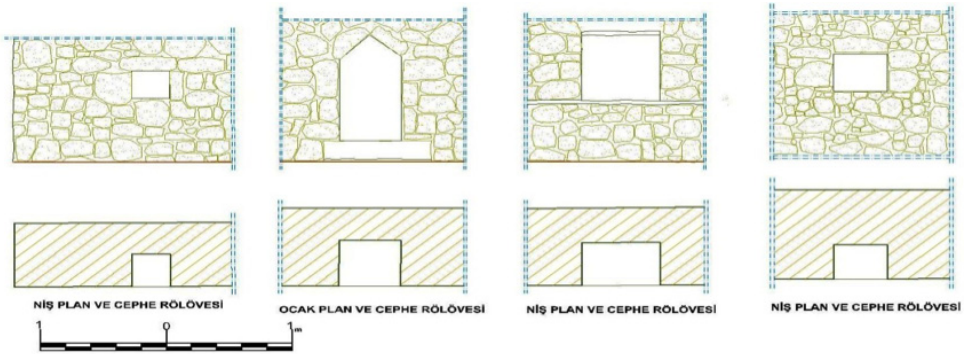 NİŞ PLAN VE CEPHE RÖLÖVESİ
OCAK PLAN VE CEPHE RÖLÖVESİ
NİŞ PLAN VE CEPHE RÖLÖVESİ
NİŞ PLAN VE CEPHE RÖLÖVESİ
1 0 1 m